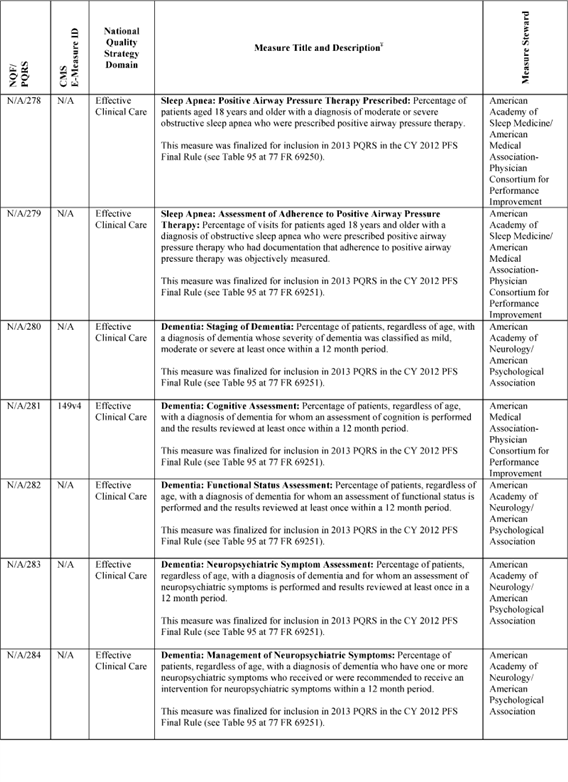 NQF/
PQRS
CMS
E-Measure ID
National
Quality
Strategy
Domain
Measure Title and Description¥
Measure Steward
N/A/278
N/A
Effective
Clinical Care
Sleep Apnea: Positive Airway Pressure Therapy Prescribed: Percentage of
patients aged 18 years and older with a diagnosis of moderate or severe
obstructive sleep apnea who were prescribed positive airway pressure therapy.
This measure was finalized for inclusion in 2013 PQRS in the CY 2012 PFS
Final Rule (see Table 95 at 77 FR 69250).
American
Academy of
Sleep Medicine/
American
Medical
Association-
Physician
Consortium for
Performance
Improvement
N/A/279
N/A
Effective
Clinical Care
Sleep Apnea: Assessment of Adherence to Positive Airway Pressure
Therapy: Percentage of visits for patients aged 18 years and older with a
diagnosis of obstructive sleep apnea who were prescribed positive airway
pressure therapy who had documentation that adherence to positive airway
pressure therapy was objectively measured.
This measure was finalized for inclusion in 2013 PQRS in the CY 2012 PFS
Final Rule (see Table 95 at 77 FR 69251).
American
Academy of
Sleep Medicine/
American
Medical
Association-
Physician
Consortium for
Performance
Improvement
N/A/280
N/A
Effective
Clinical Care
Dementia: Staging of Dementia: Percentage of patients, regardless of age, with
a diagnosis of dementia whose severity of dementia was classified as mild,
moderate or severe at least once within a 12 month period.
This measure was finalized for inclusion in 2013 PQRS in the CY 2012 PFS
Final Rule (see Table 95 at 77 FR 69251).
American
Academy of
Neurology/
American
Psychological
Association
N/A/281
149v4
Effective
Clinical Care
Dementia: Cognitive Assessment: Percentage of patients, regardless of age,
with a diagnosis of dementia for whom an assessment of cognition is performed
and the results reviewed at least once within a 12 month period.
This measure was finalized for inclusion in 2013 PQRS in the CY 2012 PFS
Final Rule (see Table 95 at 77 FR 69251).
American
Medical
Association-
Physician
Consortium for
Performance
Improvement
N/A/282
N/A
Effective
Clinical Care
Dementia: Functional Status Assessment: Percentage of patients, regardless of
age, with a diagnosis of dementia for whom an assessment of functional status is
performed and the results reviewed at least once within a 12 month period.
This measure was finalized for inclusion in 2013 PQRS in the CY 2012 PFS
Final Rule (see Table 95 at 77 FR 69251).
American
Academy of
Neurology/
American
Psychological
Association
N/A/283
N/A
Effective
Clinical Care
Dementia: Neuropsychiatric Symptom Assessment: Percentage of patients,
regardless of age, with a diagnosis of dementia and for whom an assessment of
neuropsychiatric symptoms is performed and results reviewed at least once in a
12 month period.
This measure was finalized for inclusion in 2013 PQRS in the CY 2012 PFS
Final Rule (see Table 95 at 77 FR 69251).
American
Academy of
Neurology/
American
Psychological
Association
N/A/284
N/A
Effective
Clinical Care
Dementia: Management of Neuropsychiatric Symptoms: Percentage of
patients, regardless of age, with a diagnosis of dementia who have one or more
neuropsychiatric symptoms who received or were recommended to receive an
intervention for neuropsychiatric symptoms within a 12 month period.
This measure was finalized for inclusion in 2013 PQRS in the CY 2012 PFS
Final Rule (see Table 95 at 77 FR 69251).
American
Academy of
Neurology/
American
Psychological
Association